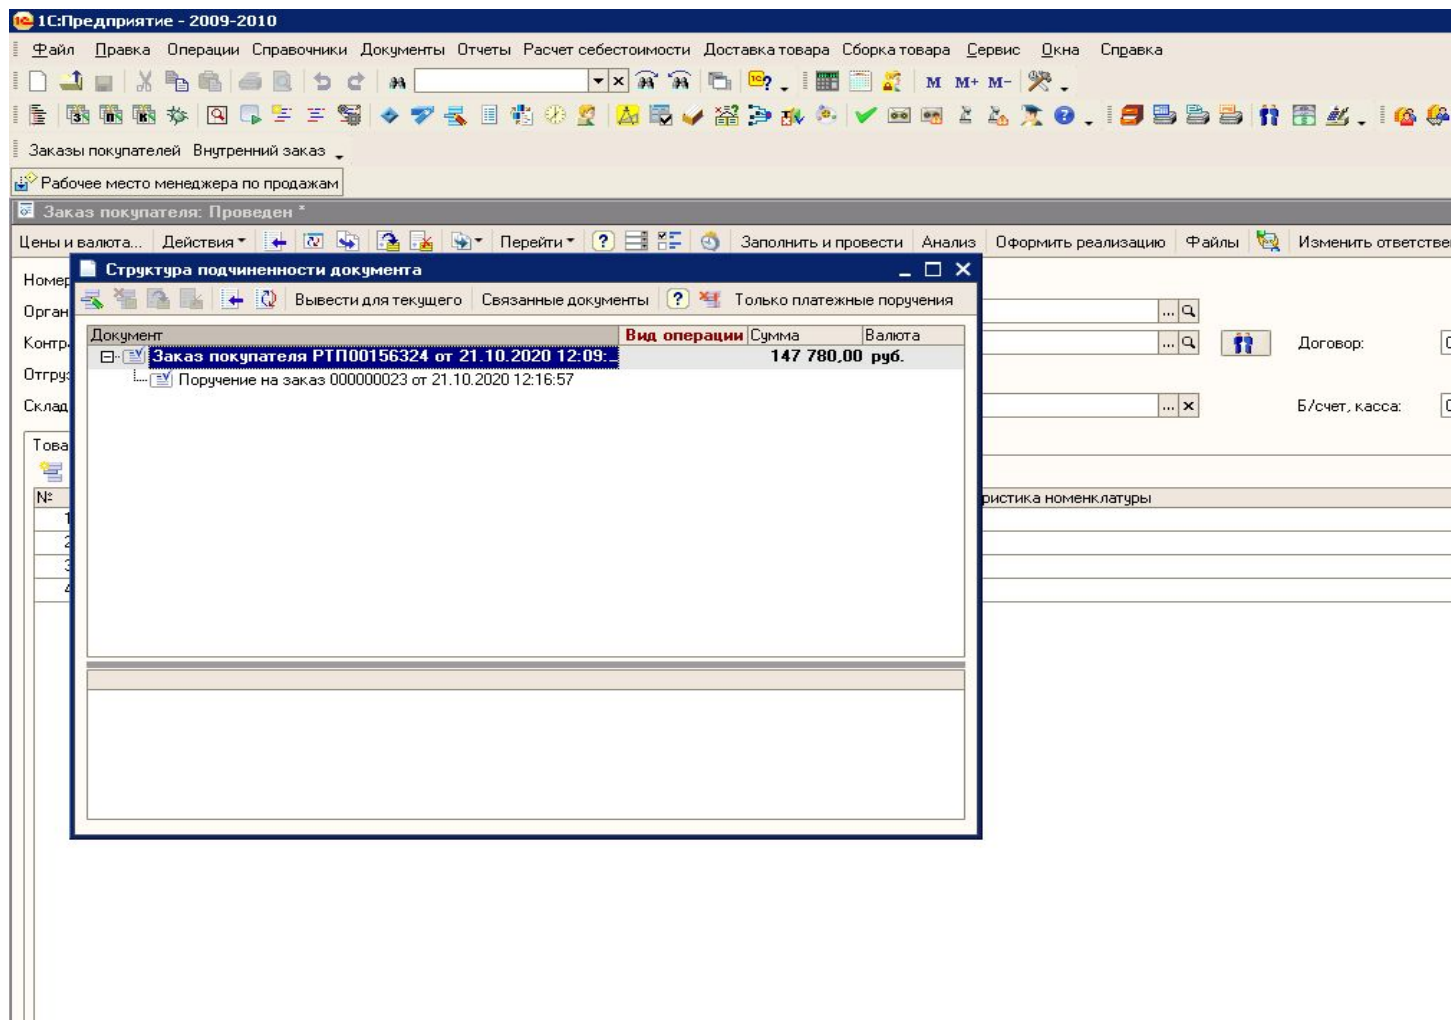 1С:Предприятие - 2009-2010
Файл Правка Операции Справочники Документы Отчеты Расчет себестоимости Доставка товара Сборка товара Сервис Окна Справка
М М+ М-
Заказы покупателей Внутренний заказ
Рабочее место менеджера по продажам
Заказ покупателя: Проведен *
Цены и валюта... Действия Перейти Заполнить и провести Анализ Оформить реализацию Файлы Изменить ответстве
Структура подчиненности документа
Вывести для текущего Связанные документы Только платежные поручения
Номер
Орган
Контр
Договор:
Отгруз
Склад
Б/счет, касса:
Това
Документ Вид операции Сумма Валюта
Заказ покупателя РТП00156324 от 21.10.2020 12:09:... 147 780,00 руб.
Поручение на заказ 000000023 от 21.10.2020 12:16:57
№ ристика номенклатуры
1
2
3
4